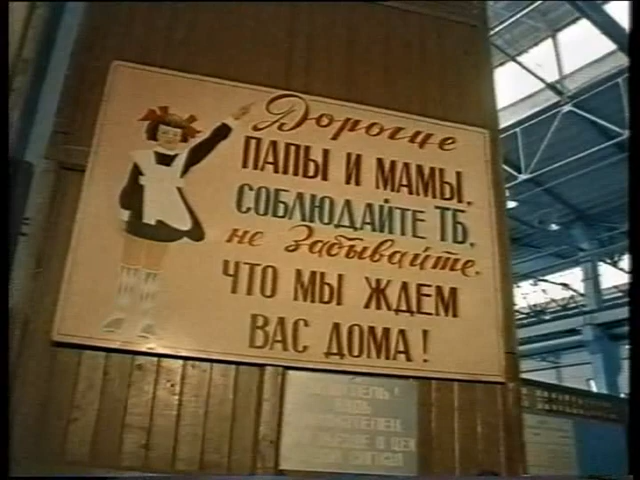 Дорогие
ПАПЫ И МАМЫ,
СОБЛЮДАЙТЕ ТБ,
не Забывайте,
ЧТО МЫ ЖДЕМ
ВАС ДОМА!